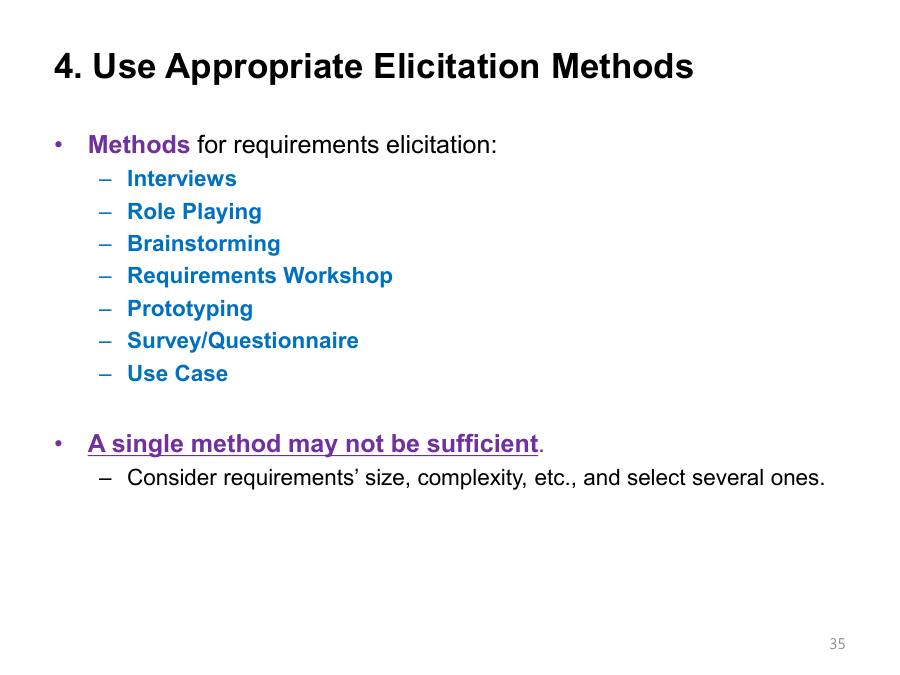 4. Use Appropriate Elicitation Methods
• Methods for requirements elicitation:
– Interviews
– Role Playing
– Brainstorming
– Requirements Workshop
– Prototyping
– Survey/Questionnaire
– Use Case
• A single method may not be sufficient.
– Consider requirements’ size, complexity, etc., and select several ones.
35